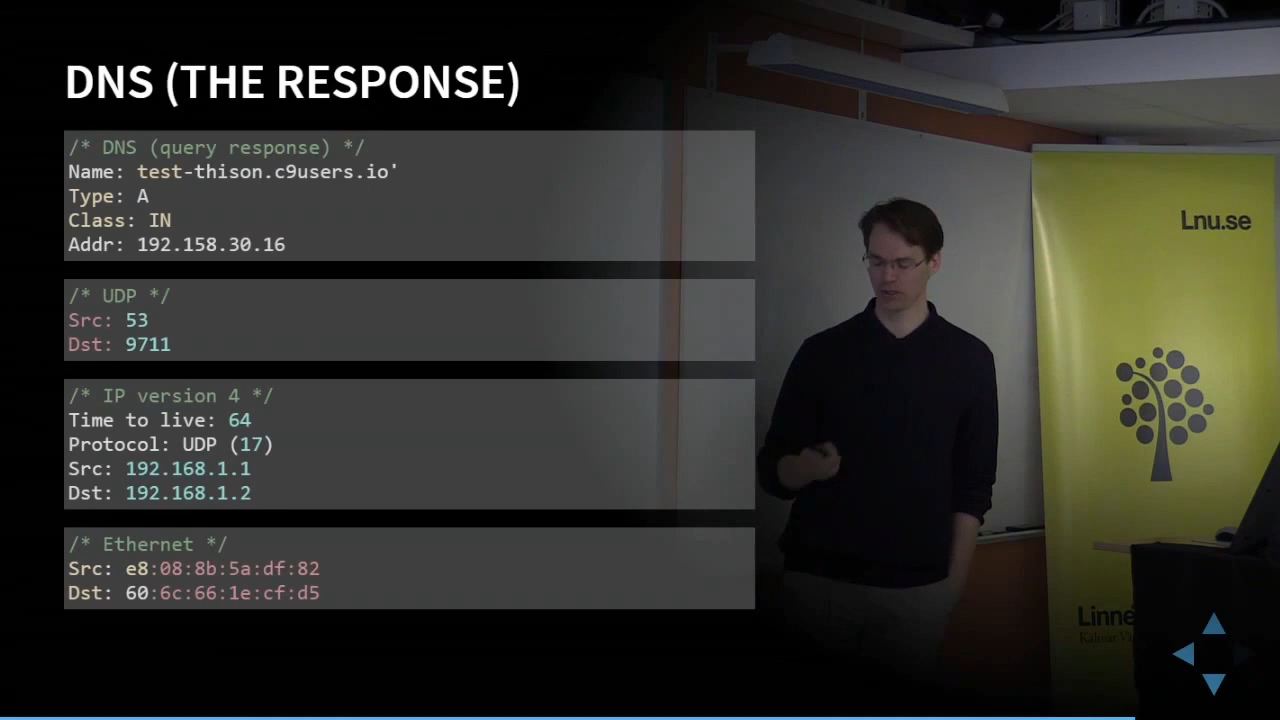 DNS (THE RESPONSE)
/* DNS (query response) */
Name: test-thison.c9users.io'
Type: A
Class: IN
Addr: 192.158.30.16
/* UDP */
Src: 53
Dst: 9711
/* IP version 4 */
Time to live: 64
Protocol: UDP (17)
Src: 192.168.1.1
Dst: 192.168.1.2
/* Ethernet */
Src: e8:08:8b:5a:df:82
Dst: 60:6c:66:1e:cf:d5
Lnu.se
Linne
Kalmar